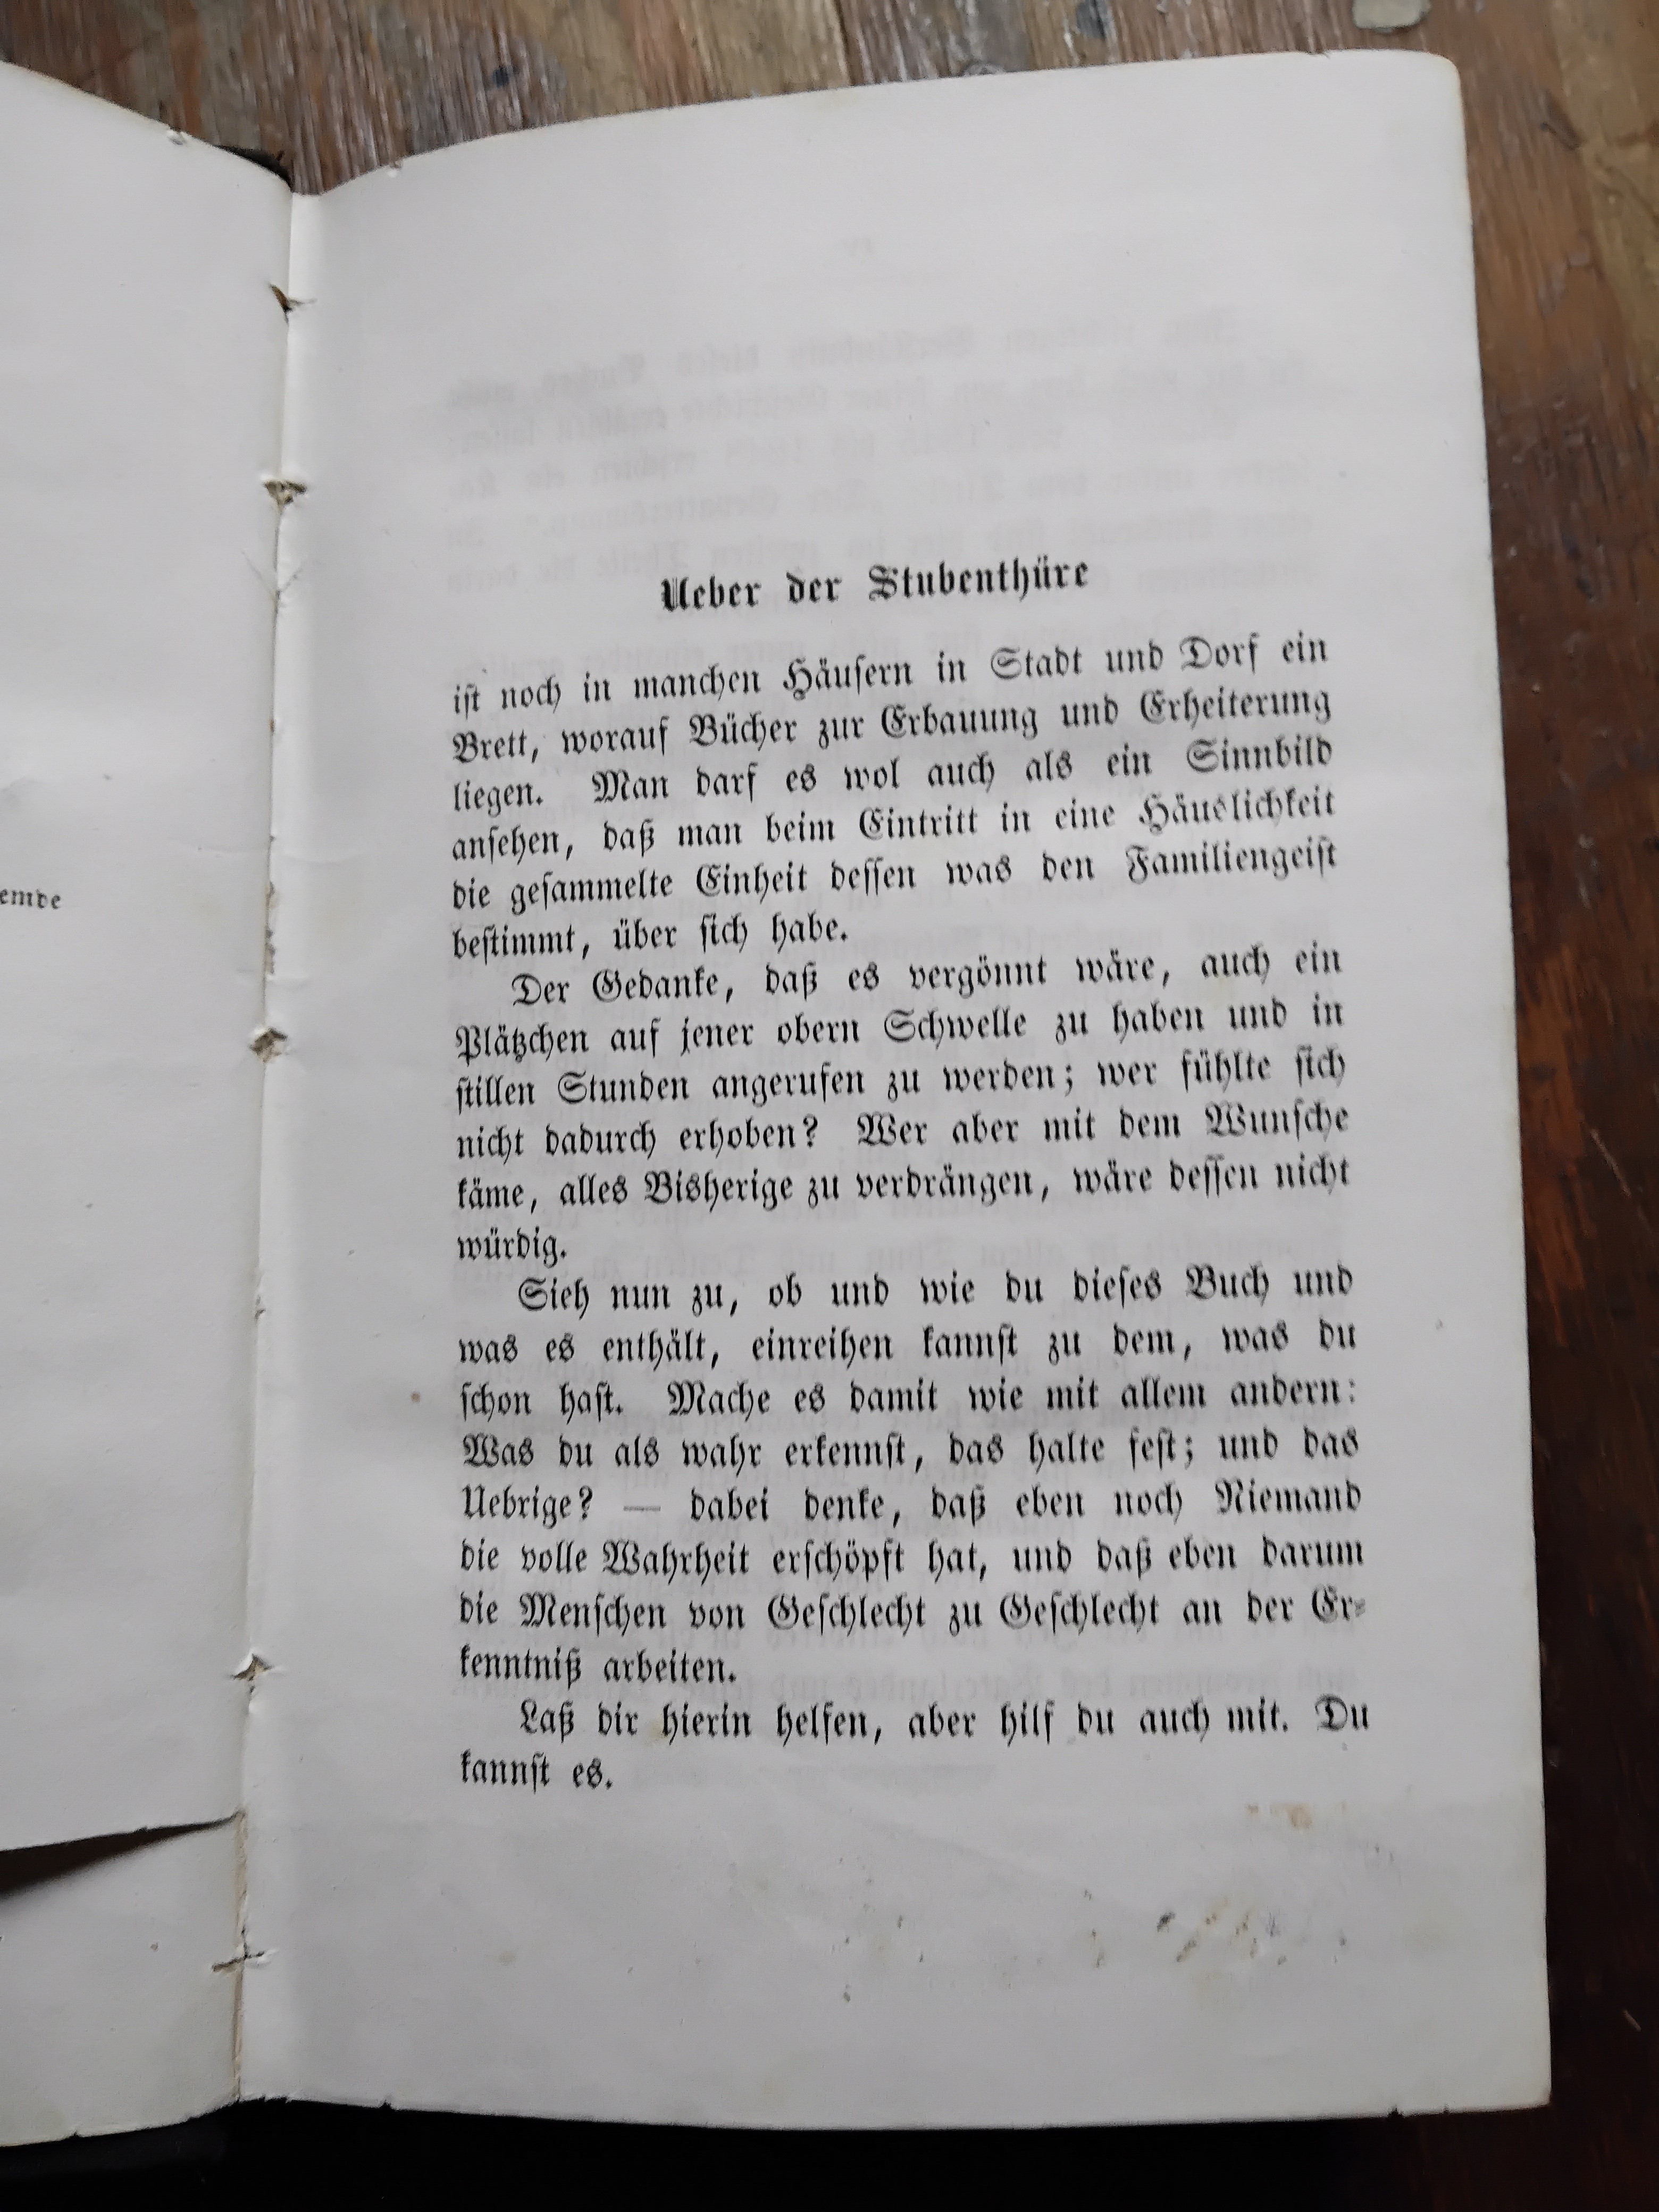 emde
Ueber der Stubenthüre
ist noch in manchen Häusern in Stadt und Dorf ein
Brett, worauf Bücher zur Erbauung und Erheiterung
liegen. Man darf es wol auch als ein Sinnbild
ansehen, daß man beim Eintritt in eine Häuslichkeit
die gesammelte Einheit dessen was den Familiengeist
bestimmt, über sich habe.
Der Gedanke, daß es vergönnt wäre, auch ein
Plätzchen auf jener obern Schwelle zu haben und in
stillen Stunden angerufen zu werden; wer fühlte sich
nicht dadurch erhoben? Wer aber mit dem Wunsche
käme, alles Bisherige zu verdrängen, wäre dessen nicht
würdig.
Sieh nun zu, ob und wie du dieses Buch und
was es enthält, einreihen kannst zu dem, was du
schon hast. Mache es damit wie mit allem andern:
Was du als wahr erkennst, das halte fest; und das
Uebrige? — dabei denke, daß eben noch Niemand
die volle Wahrheit erschöpft hat, und daß eben darum
die Menschen von Geschlecht zu Geschlecht an der Er-
kenntniß arbeiten.
Laß dir hierin helfen, aber hilf du auch mit. Du
kannst es.